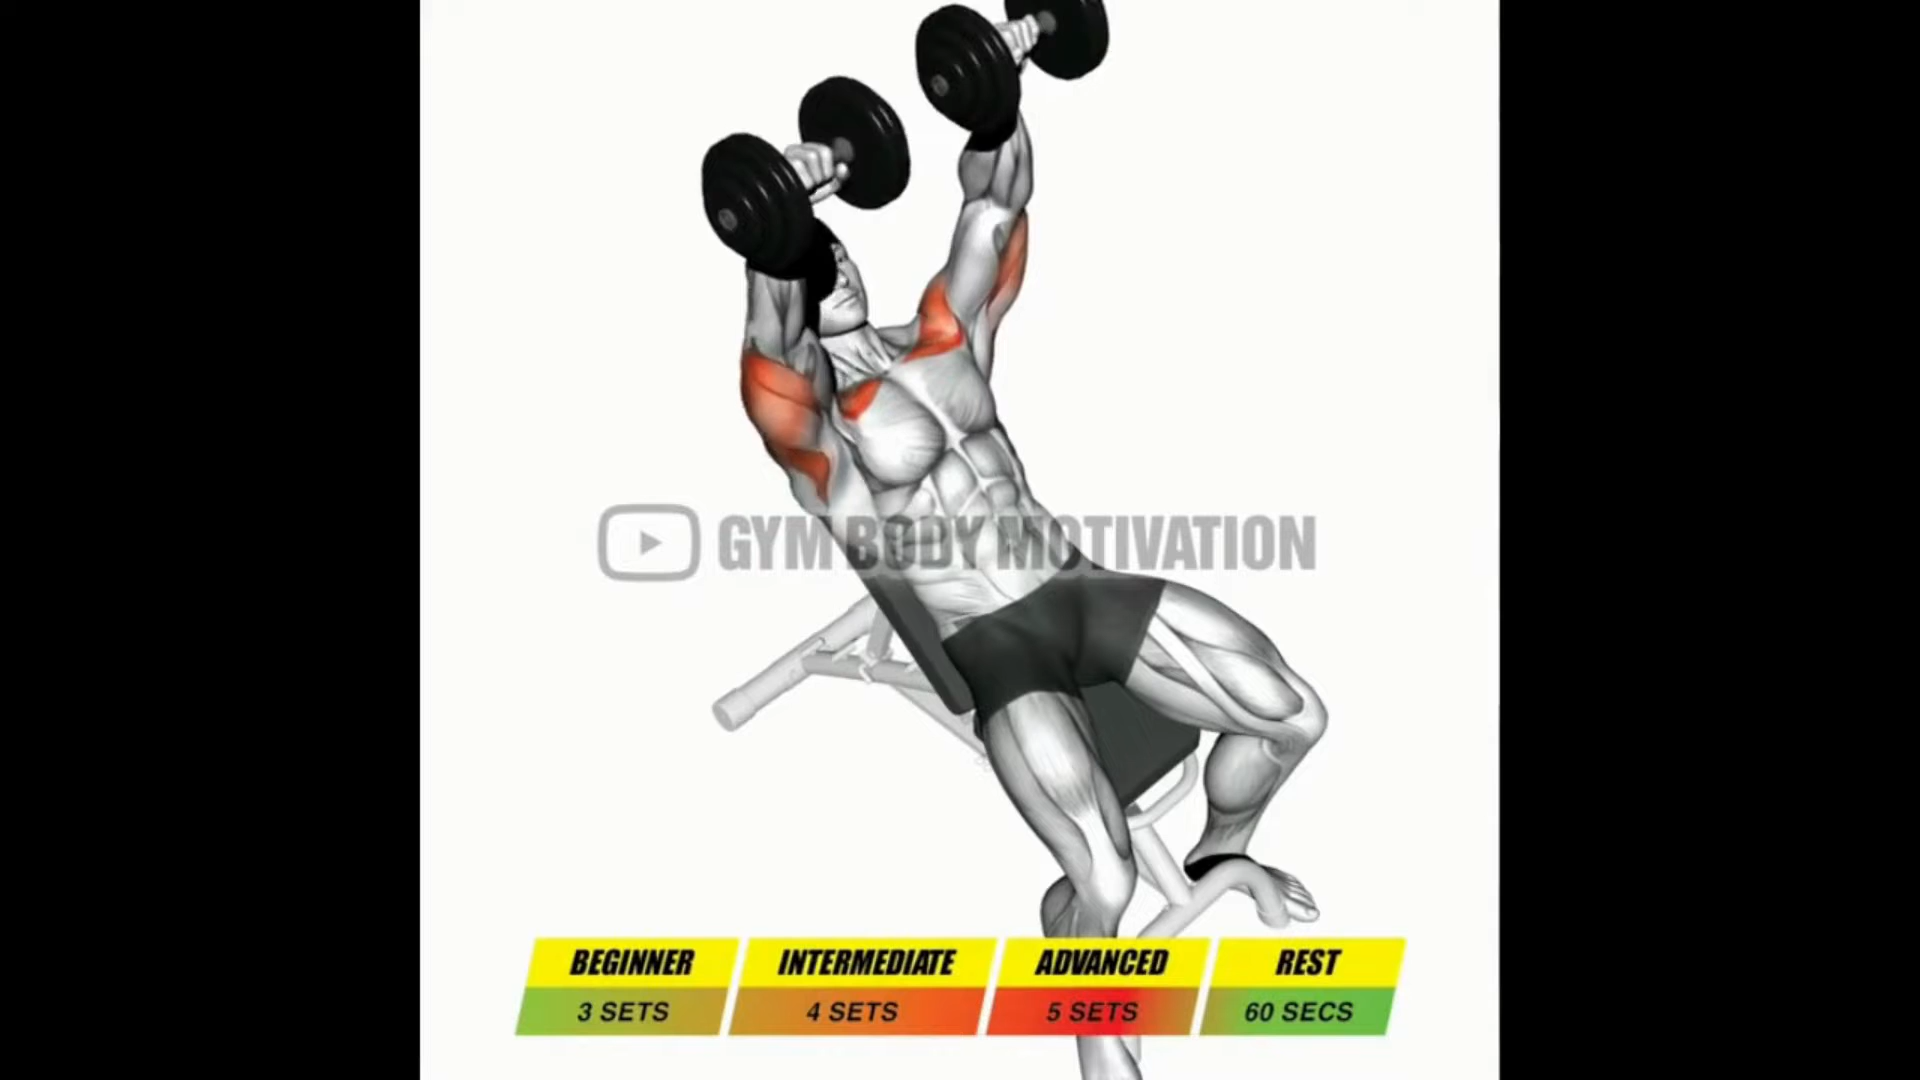 GYM BODY MOTIVATION
BEGINNER INTERMEDIATE ADVANCED REST
3 SETS 4 SETS 5 SETS 60 SECS